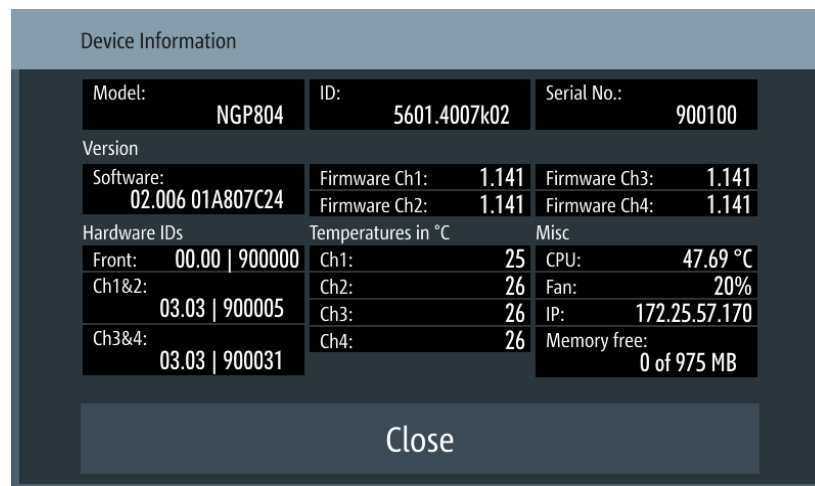 Device Information
Model: NGP804
ID: 5601.4007k02
Serial No.: 900100
Version
Software: 02.006 01A807C24
Firmware Ch1: 1.141
Firmware Ch2: 1.141
Firmware Ch3: 1.141
Firmware Ch4: 1.141
Hardware IDs
Front: 00.00 | 900000
Ch1&2: 03.03 | 900005
Ch3&4: 03.03 | 900031
Temperatures in °C
Ch1: 25
Ch2: 26
Ch3: 26
Ch4: 26
Misc
CPU: 47.69 °C
Fan: 20%
IP: 172.25.57.170
Memory free: 0 of 975 MB
Close